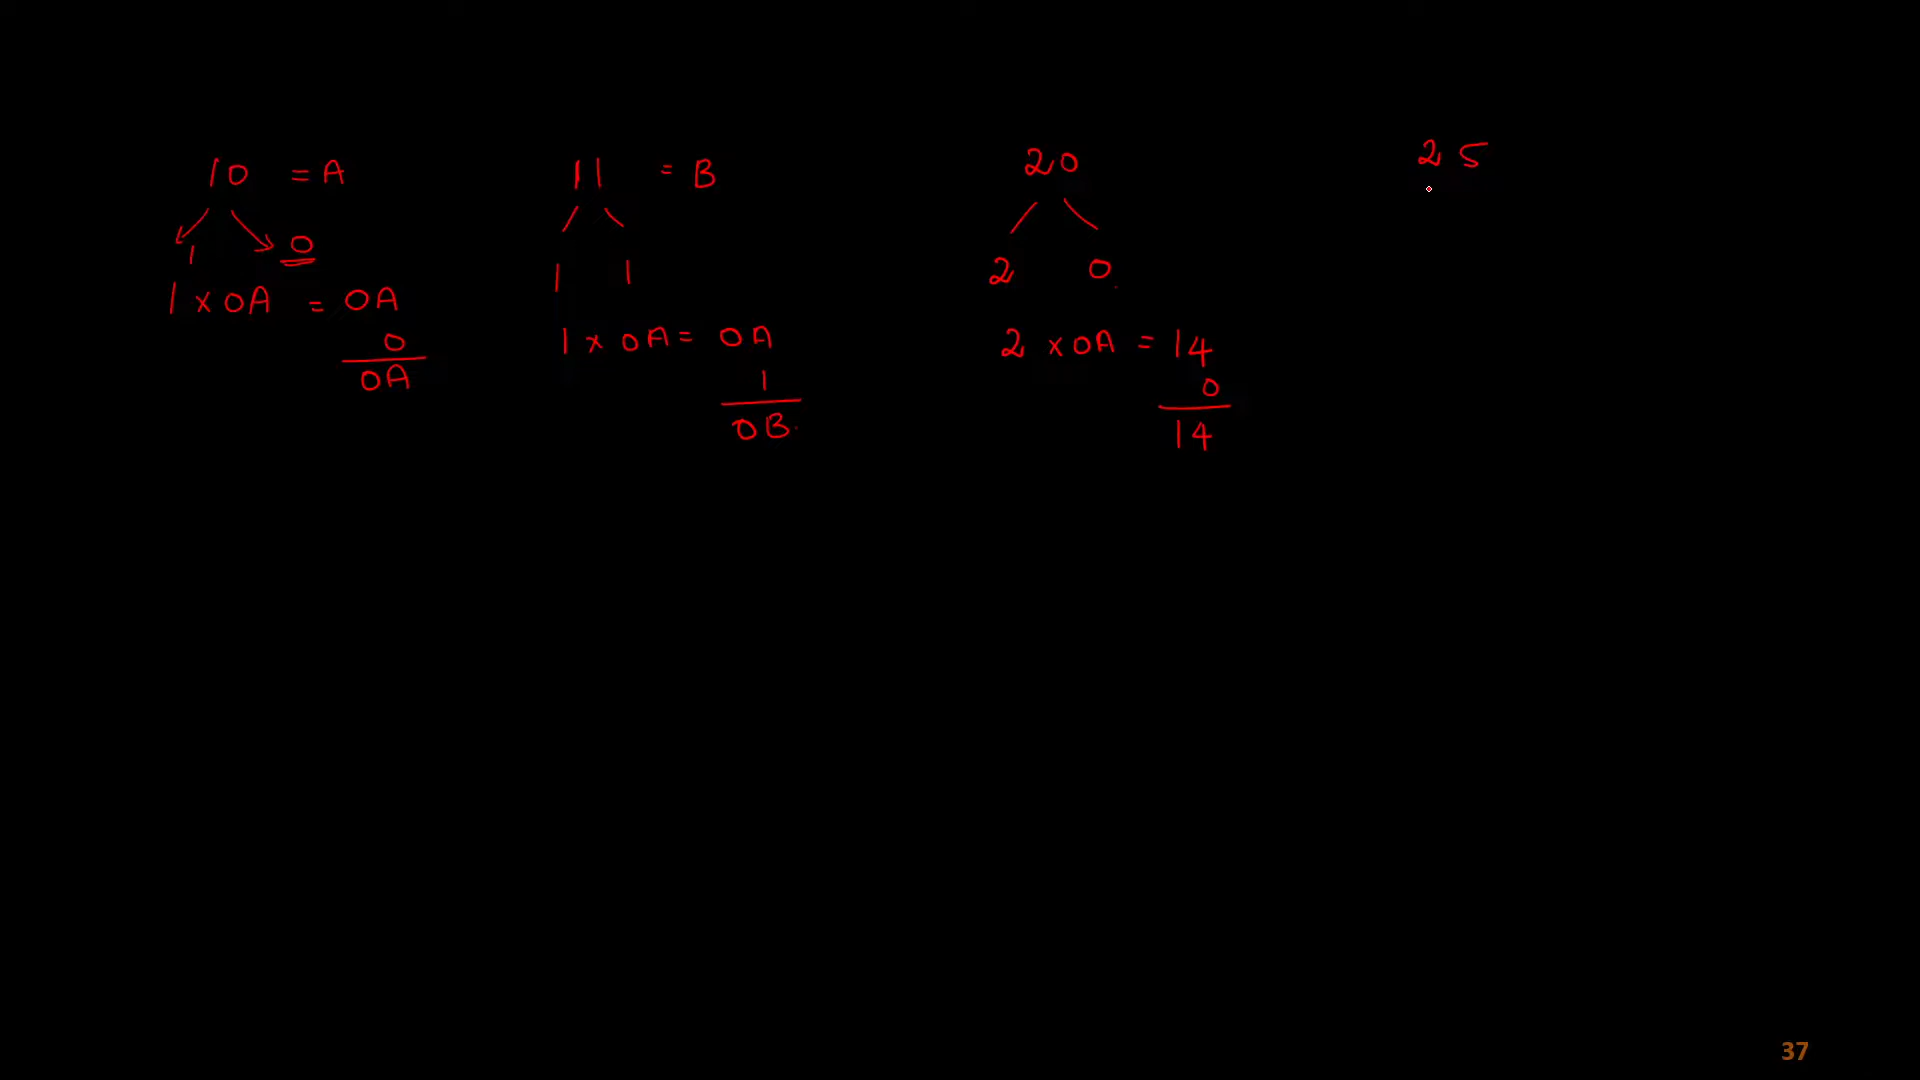 10 = A
1 0
1 x 0A = 0A
0
0A
11 = B
1 1
1 x 0A = 0A
1
0B.
20
2 0
2 x 0A = 14
0
14
25
37